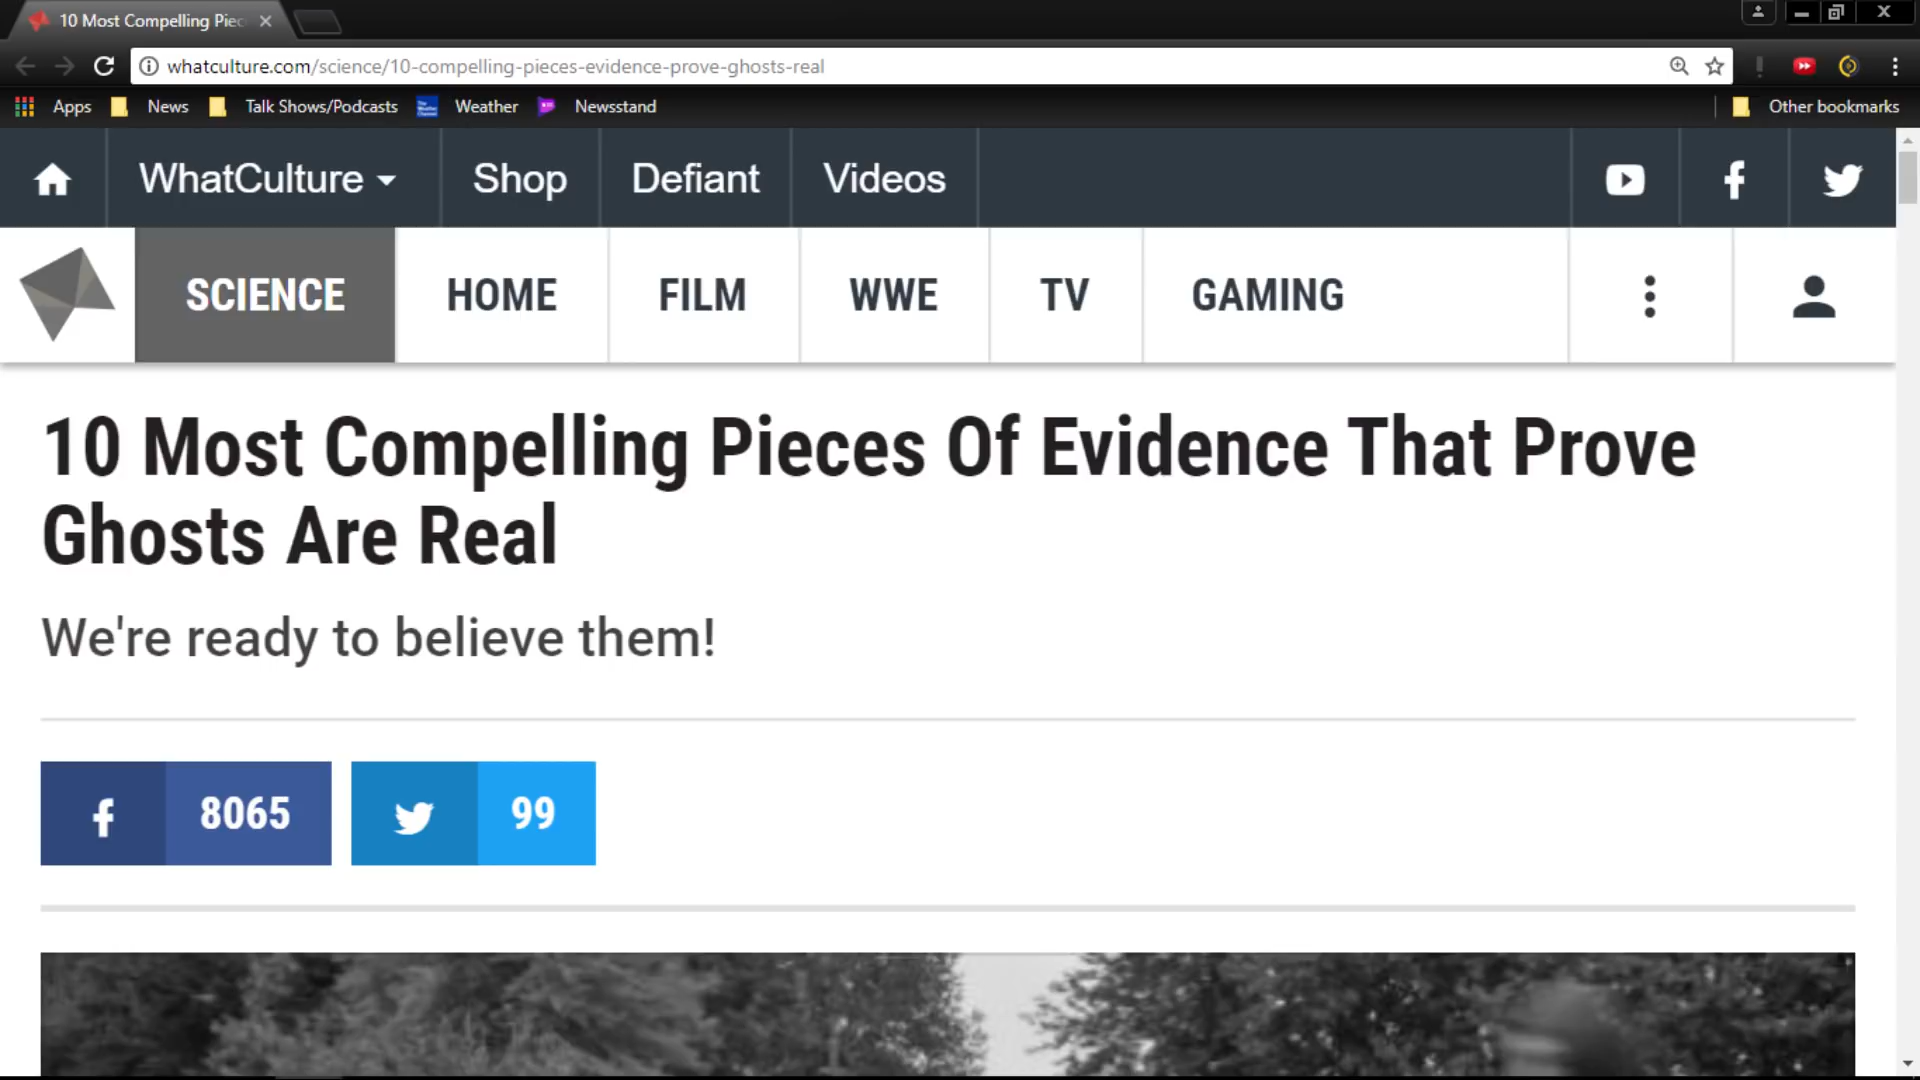 10 Most Compelling Piec
whatculture.com/science/10-compelling-pieces-evidence-prove-ghosts-real
Apps News Talk Shows/Podcasts Weather Newsstand Other bookmarks
WhatCulture Shop Defiant Videos
SCIENCE HOME FILM WWE TV GAMING
10 Most Compelling Pieces Of Evidence That Prove
Ghosts Are Real
We're ready to believe them!
8065 99